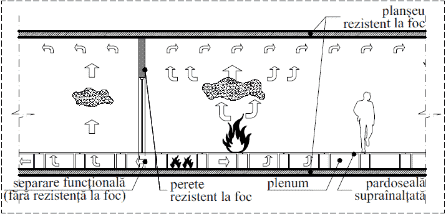 planșeu
rezistent la foc
separare funcțională
(fără rezistență la foc)
perete
rezistent la foc
plenum
pardoseală
supraînălțată